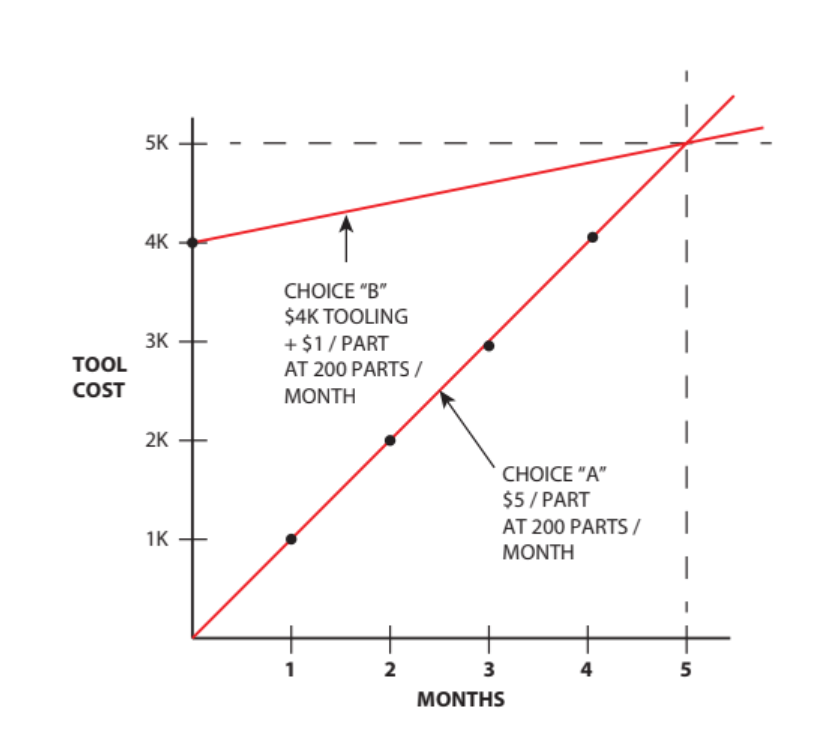 5K
4K
CHOICE “B”
$4K TOOLING
+ $1 / PART
AT 200 PARTS /
MONTH
3K
TOOL
COST
2K
CHOICE “A”
$5 / PART
AT 200 PARTS /
MONTH
1K
1 2 3 4 5
MONTHS